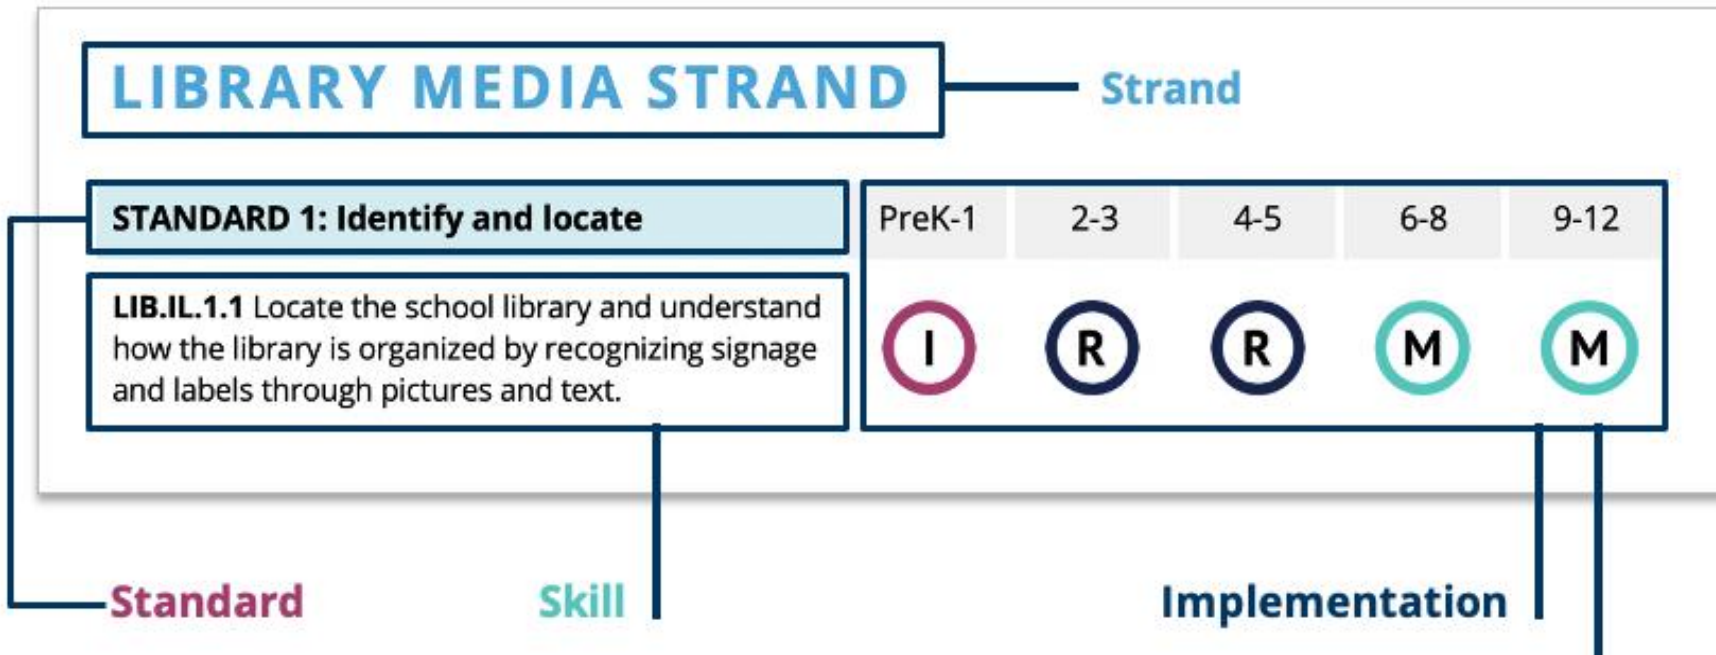 LIBRARY MEDIA STRAND
Strand
STANDARD 1: Identify and locate
PreK-1 2-3 4-5 6-8 9-12
LIB.IL.1.1 Locate the school library and understand
how the library is organized by recognizing signage
and labels through pictures and text.
I R R M M
Standard
Skill
Implementation